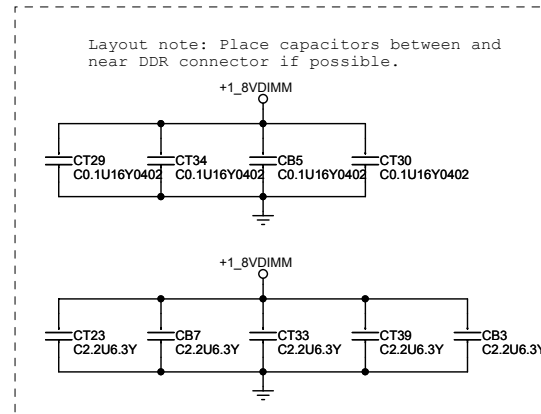 Layout note: Place capacitors between and
near DDR connector if possible.
+1_8VDIMM
CT29 CT34 CB5 CT30
C0.1U16Y0402 C0.1U16Y0402 C0.1U16Y0402 C0.1U16Y0402
+1_8VDIMM
CT23 CB7 CT33 CT39 CB3
C2.2U6.3Y C2.2U6.3Y C2.2U6.3Y C2.2U6.3Y C2.2U6.3Y